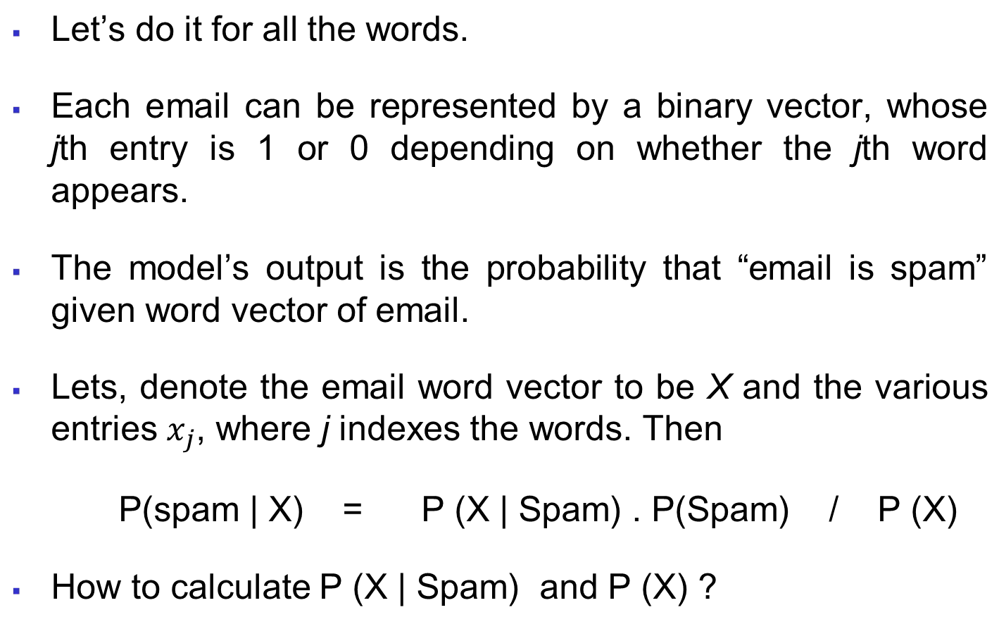 ▪ Let’s do it for all the words.
▪ Each email can be represented by a binary vector, whose
jth entry is 1 or 0 depending on whether the jth word
appears.
▪ The model’s output is the probability that “email is spam”
given word vector of email.
▪ Lets, denote the email word vector to be X and the various
entries xⱼ, where j indexes the words. Then
P(spam | X) = P (X | Spam) . P(Spam) / P (X)
▪ How to calculate P (X | Spam) and P (X) ?